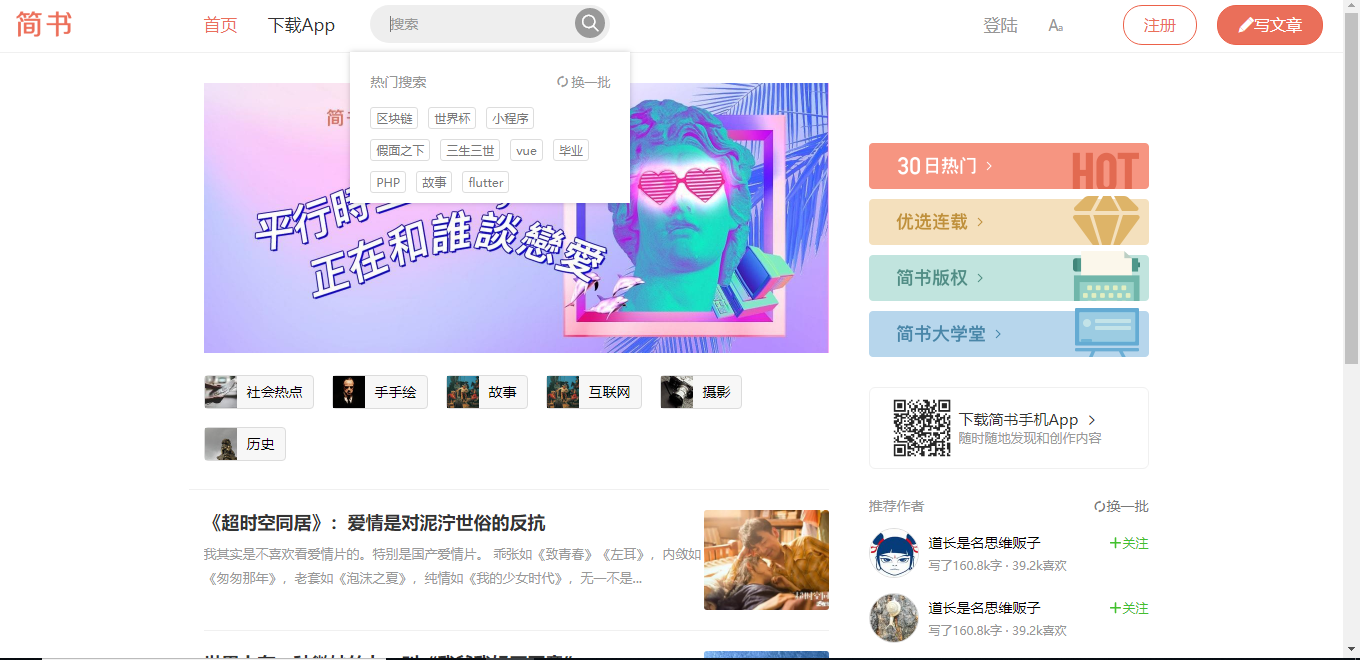 简书
首页
下载App
搜索
登陆
Aa
注册
写文章
热门搜索
换一批
区块链
世界杯
小程序
假面之下
三生三世
vue
毕业
PHP
故事
flutter
简
平行時
正在和誰談戀愛
30日热门
HOT
优选连载
简书版权
简书大学堂
社会热点
手手绘
故事
互联网
摄影
历史
下载简书手机App
随时随地发现和创作内容
推荐作者
换一批
道长是名思维贩子
+关注
写了160.8k字 · 39.2k喜欢
道长是名思维贩子
+关注
写了160.8k字 · 39.2k喜欢
《超时空同居》：爱情是对泥泞世俗的反抗
我其实是不喜欢看爱情片的。特别是国产爱情片。 乖张如《致青春》《左耳》，内敛如
《匆匆那年》，老套如《泡沫之夏》，纯情如《我的少女时代》，无一不是...